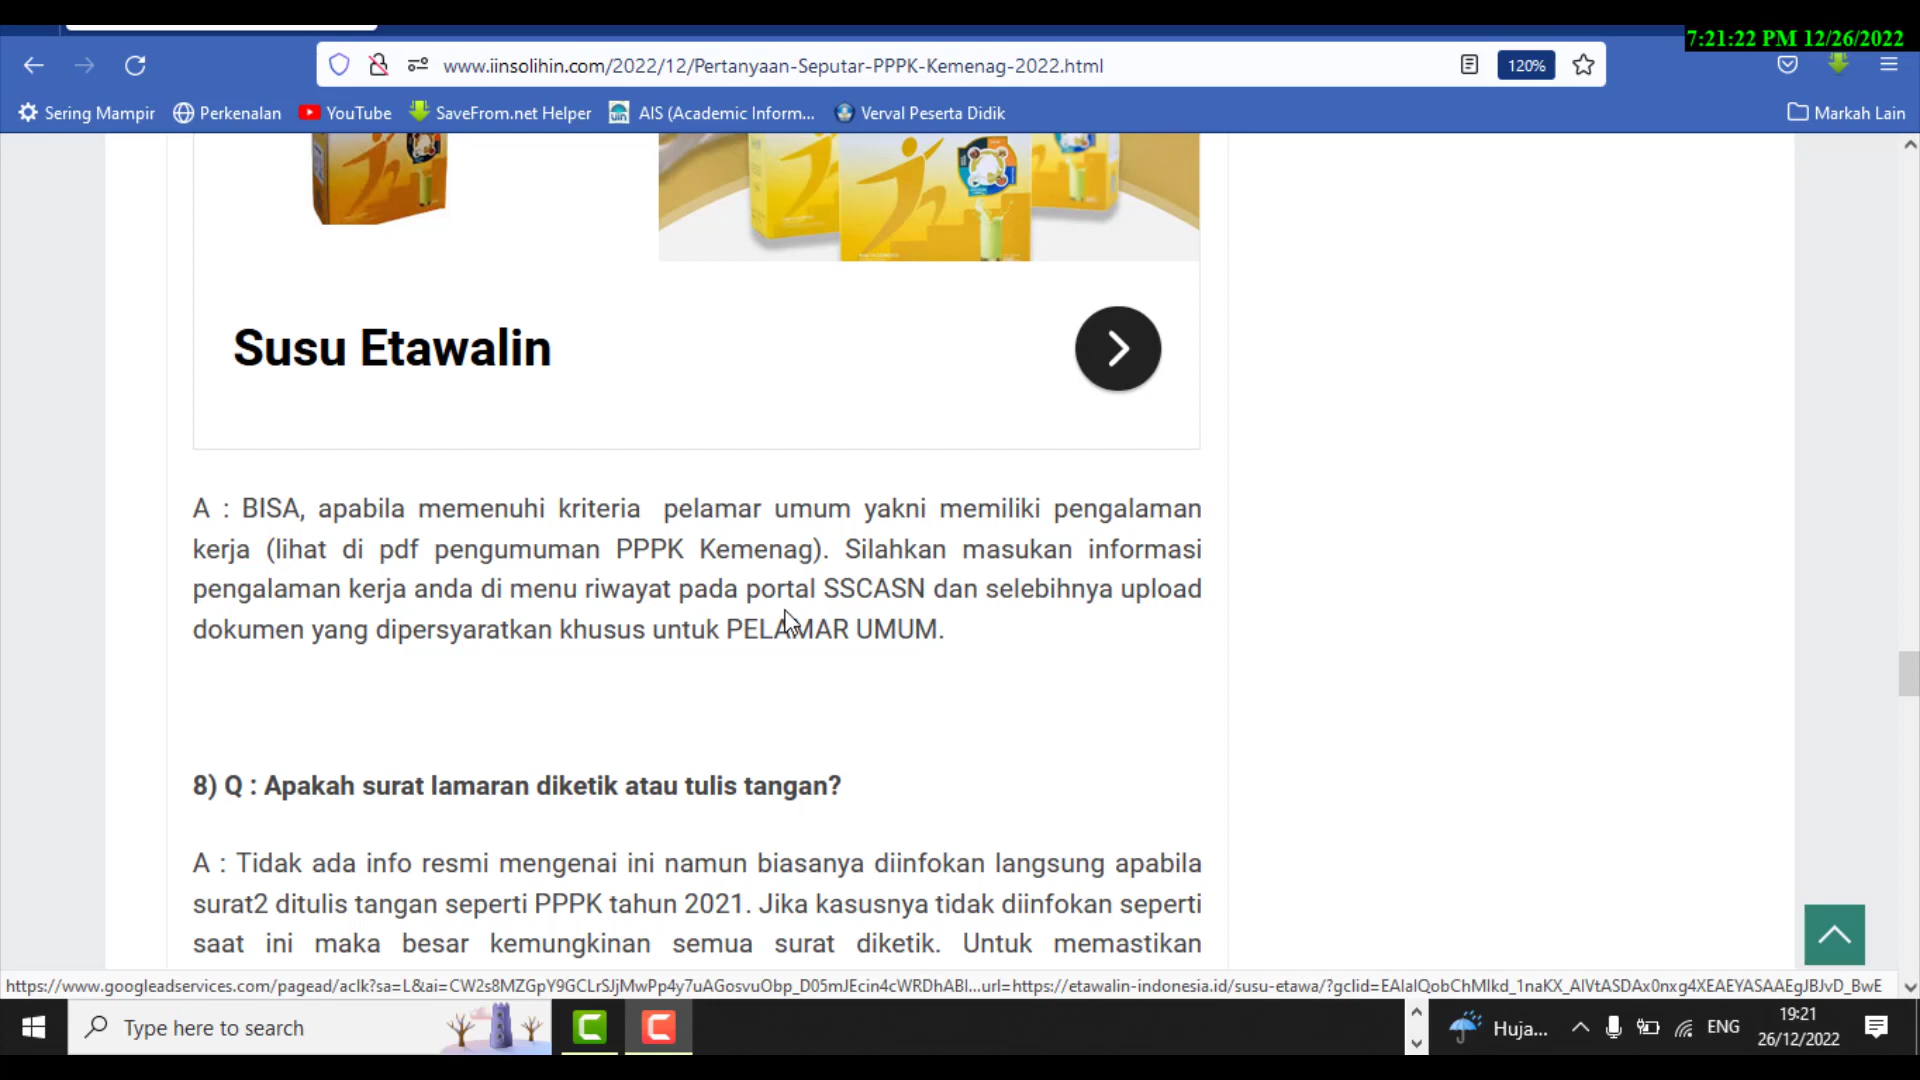 7:21:22 PM 12/26/2022
www.iinsolihin.com/2022/12/Pertanyaan-Seputar-PPPK-Kemenag-2022.html
120%
Sering Mampir
Perkenalan
YouTube
SaveFrom.net Helper
AIS (Academic Inform...
Verval Peserta Didik
Markah Lain
Susu Etawalin
A : BISA, apabila memenuhi kriteria pelamar umum yakni memiliki pengalaman
kerja (lihat di pdf pengumuman PPPK Kemenag). Silahkan masukan informasi
pengalaman kerja anda di menu riwayat pada portal SSCASN dan selebihnya upload
dokumen yang dipersyaratkan khusus untuk PELAMAR UMUM.
8) Q : Apakah surat lamaran diketik atau tulis tangan?
A : Tidak ada info resmi mengenai ini namun biasanya diinfokan langsung apabila
surat2 ditulis tangan seperti PPPK tahun 2021. Jika kasusnya tidak diinfokan seperti
saat ini maka besar kemungkinan semua surat diketik. Untuk memastikan
https://www.googleadservices.com/pagead/aclk?sa=L&ai=CW2s8MZGpY9GCLrSJjMwPp4y7uAGosvuObp_D05mJEcin4cWRDhABI...url=https://etawalin-indonesia.id/susu-etawa/?gclid=EAIaIQobChMIkd_1naKX_AIVtASDAx0nxg4XEAEYASAAEgJBJvD_BwE
Type here to search
Huja...
ENG
19:21
26/12/2022